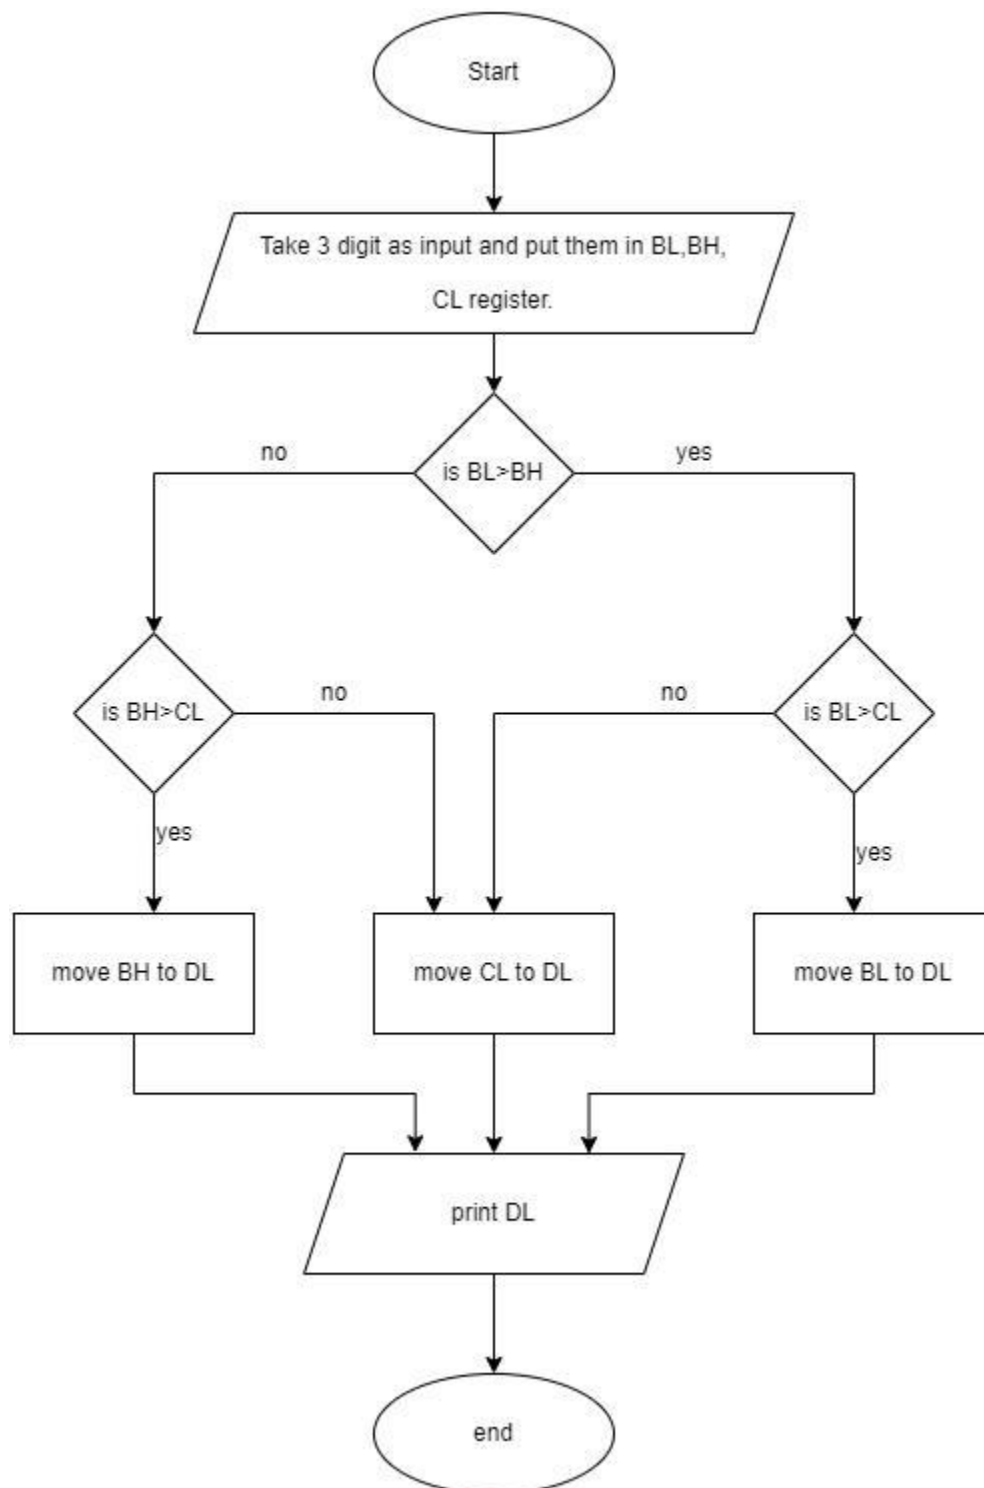 Start
Take 3 digit as input and put them in BL,BH,
CL register.
is BL>BH
no
yes
is BH>CL
no
no
is BL>CL
yes
yes
move BH to DL
move CL to DL
move BL to DL
print DL
end